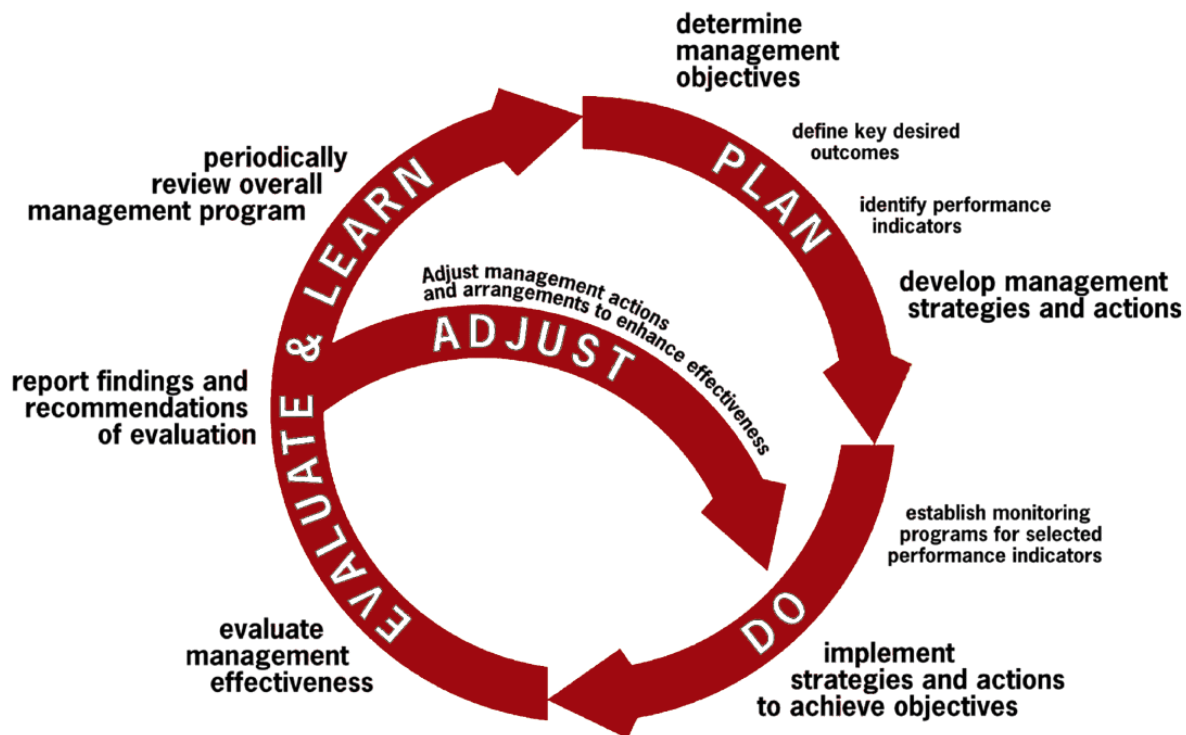 determine
management
objectives
define key desired
outcomes
PLAN
identify performance
indicators
develop management
strategies and actions
establish monitoring
programs for selected
performance indicators
DO
implement
strategies and actions
to achieve objectives
evaluate
management
effectiveness
EVALUATE & LEARN
report findings and
recommendations
of evaluation
periodically
review overall
management program
Adjust management actions
and arrangements to enhance effectiveness
ADJUST